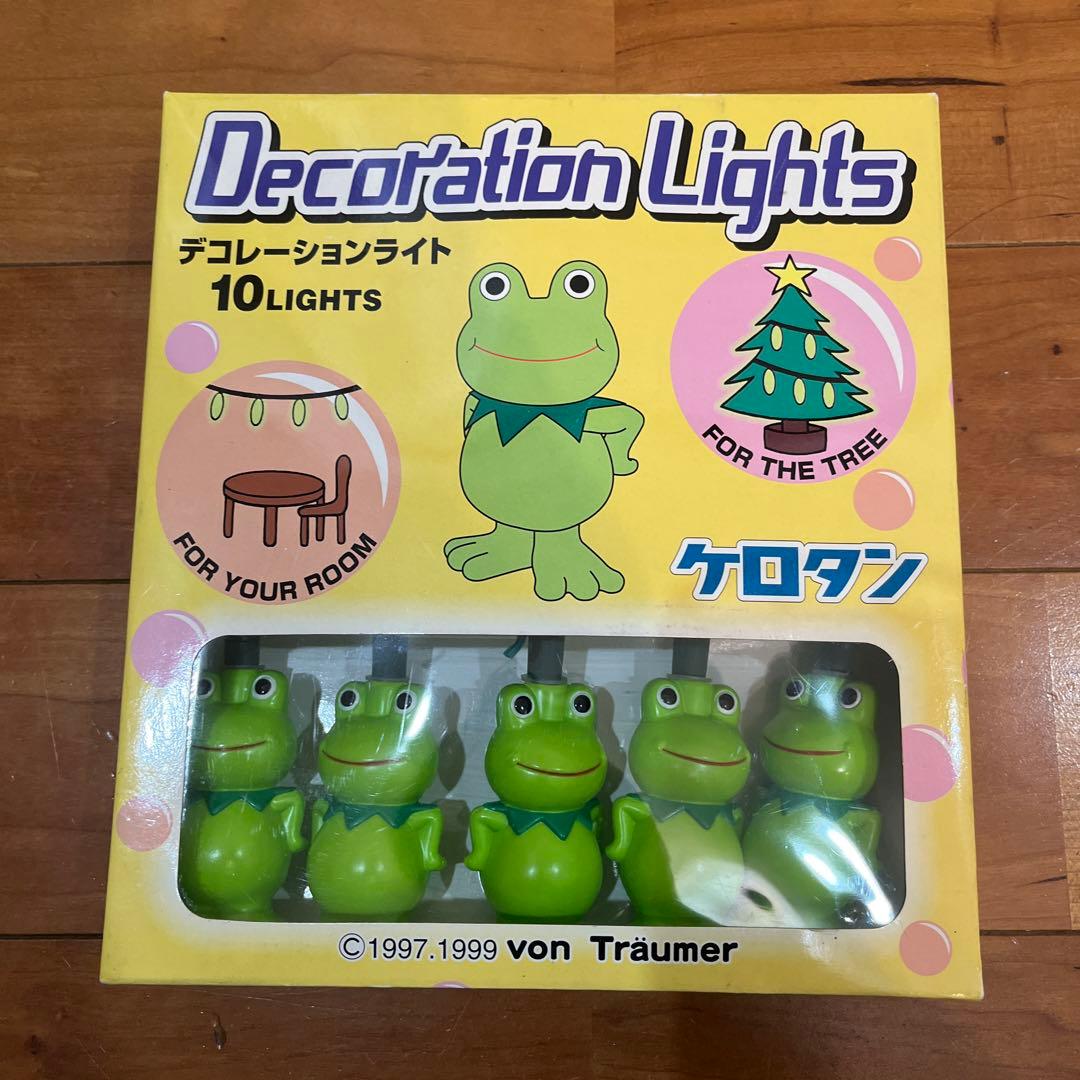 Decoration Lights
デコレーションライト
10LIGHTS
FOR THE TREE
FOR YOUR ROOM
ケロタン
©1997.1999 von Träumer